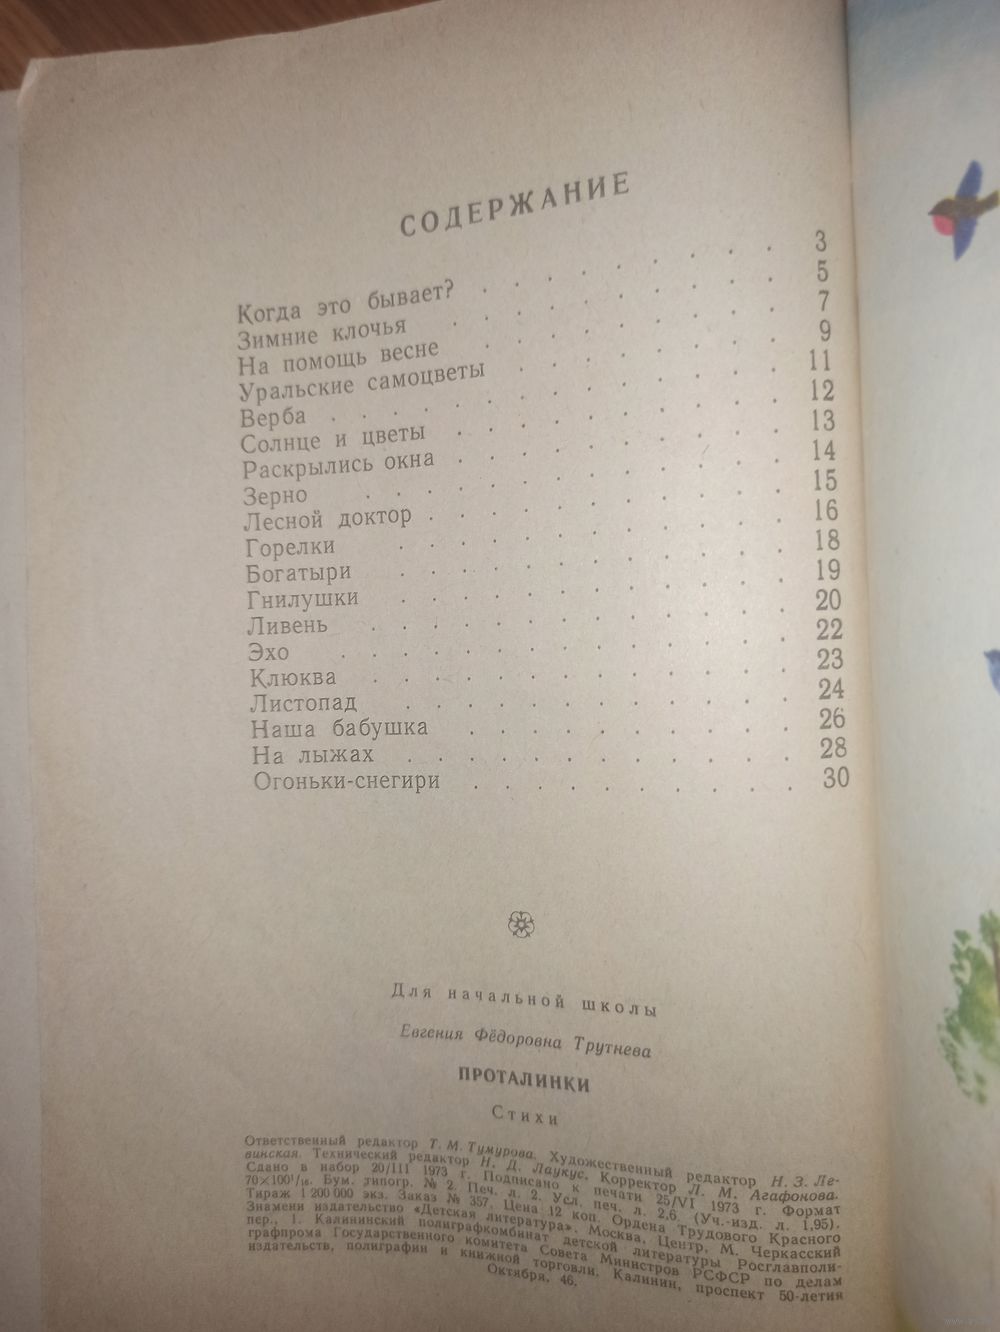 СОДЕРЖАНИЕ
Когда это бывает? . . . . . 3
Зимние клочья . . . . . 5
На помощь весне . . . . . 7
Уральские самоцветы . . . . . 9
Верба . . . . . 11
Солнце и цветы . . . . . 12
Раскрылись окна . . . . . 13
Зерно . . . . . 14
Лесной доктор . . . . . 15
Горелки . . . . . 16
Богатыри . . . . . 18
Гнилушки . . . . . 19
Ливень . . . . . 20
Эхо . . . . . 22
Клюква . . . . . 23
Листопад . . . . . 24
Наша бабушка . . . . . 26
На лыжах . . . . . 28
Огоньки-снегири . . . . . 30
Для начальной школы
Евгения Фёдоровна Трутнева
ПРОТАЛИНКИ
Стихи
Ответственный редактор Т. М. Тумурова. Художественный редактор Н. З. Ле-
винская. Технический редактор Н. Д. Лаукус. Корректор Л. М. Агафонова.
Сдано в набор 20/III 1973 г. Подписано к печати 25/VI 1973 г. Формат
70×100 1/16. Бум. типогр. № 2. Печ. л. 2. Усл. печ. л. 2,6. (Уч.-изд. л. 1,95).
Тираж 1 200 000 экз. Заказ № 357. Цена 12 коп. Ордена Трудового Красного
Знамени издательство «Детская литература». Москва, Центр, М. Черкасский
пер., 1. Калининский полиграфкомбинат детской литературы Росглавполи-
графпрома Государственного комитета Совета Министров РСФСР по делам
издательств, полиграфии и книжной торговли. Калинин, проспект 50-летия
Октября, 46.